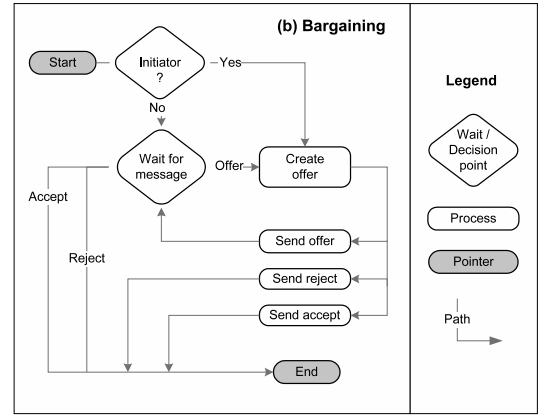 (b) Bargaining
Start
Initiator
?
Yes
No
Wait for
message
Offer
Create
offer
Accept
Reject
Send offer
Send reject
Send accept
End
Legend
Wait /
Decision
point
Process
Pointer
Path